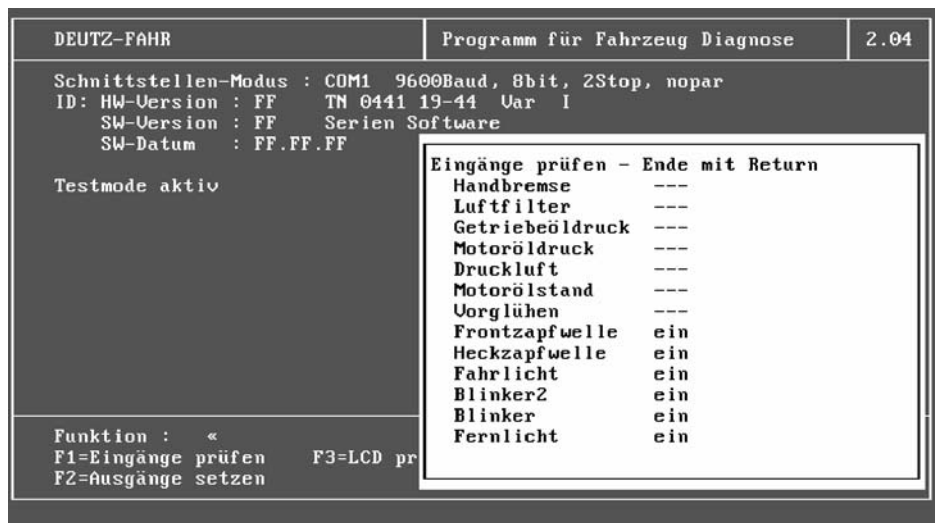 DEUTZ-FAHR Programm für Fahrzeug Diagnose 2.04
Schnittstellen-Modus : COM1 9600Baud, 8bit, 2Stop, nopar
ID: HW-Version : FF TN 0441 19-44 Var I
SW-Version : FF Serien Software
SW-Datum : FF.FF.FF
Testmode aktiv
Eingänge prüfen - Ende mit Return
Handbremse ---
Luftfilter ---
Getriebeöldruck ---
Motoröldruck ---
Druckluft ---
Motorölstand ---
Vorglühen ---
Frontzapfwelle ein
Heckzapfwelle ein
Fahrlicht ein
Blinker2 ein
Blinker ein
Fernlicht ein
Funktion : «
F1=Eingänge prüfen F3=LCD pr
F2=Ausgänge setzen